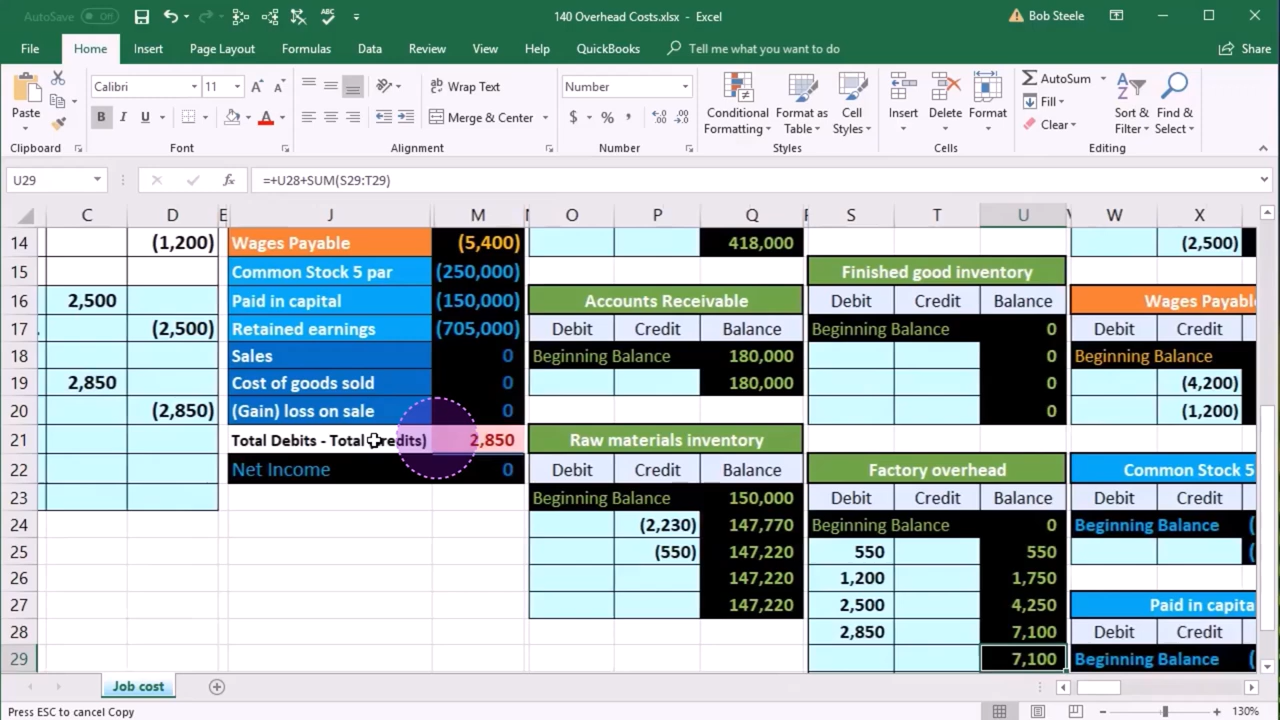 AutoSave Off 140 Overhead Costs.xlsx - Excel Bob Steele
File Home Insert Page Layout Formulas Data Review View Help QuickBooks Tell me what you want to do Share
Calibri 11 Wrap Text Number AutoSum
Paste B I U Merge & Center $ % , Conditional Formatting Format as Table Cell Styles Insert Delete Format Fill Clear Sort & Filter Find & Select
Clipboard Font Alignment Number Styles Cells Editing
U29 fx =+U28+SUM(S29:T29)
C D E J M O P Q S T U W X
14 (1,200) Wages Payable (5,400) 418,000 (2,500)
15 Common Stock 5 par (250,000) Finished good inventory
16 2,500 Paid in capital (150,000) Accounts Receivable Debit Credit Balance Wages Payabl
17 (2,500) Retained earnings (705,000) Debit Credit Balance Beginning Balance 0 Debit Credit
18 Sales 0 Beginning Balance 180,000 0 Beginning Balance
19 2,850 Cost of goods sold 0 180,000 0 (4,200)
20 (2,850) (Gain) loss on sale 0 0 (1,200)
21 Total Debits - Total Credits) 2,850 Raw materials inventory
22 Net Income 0 Debit Credit Balance Factory overhead Common Stock 5
23 Beginning Balance 150,000 Debit Credit Balance Debit Credit
24 (2,230) 147,770 Beginning Balance 0 Beginning Balance (
25 (550) 147,220 550 550 (
26 147,220 1,200 1,750
27 147,220 2,500 4,250 Paid in capita
28 2,850 7,100 Debit Credit
29 7,100 Beginning Balance (
Job cost
Press ESC to cancel Copy 130%